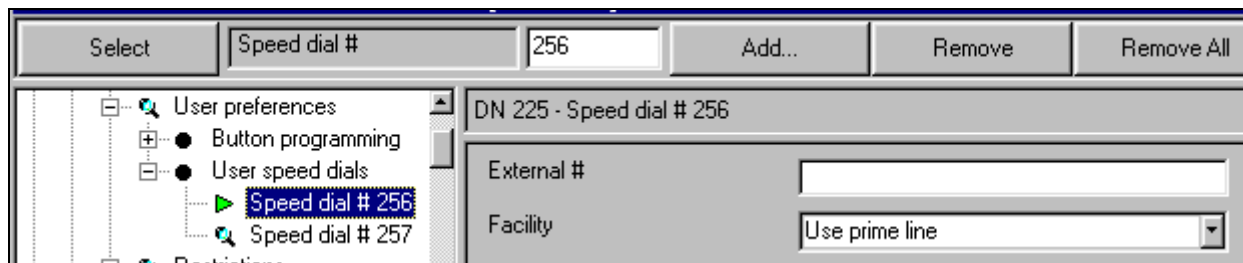 Select Speed dial # 256 Add... Remove Remove All
User preferences
Button programming
User speed dials
Speed dial # 256
Speed dial # 257
Restrictions
DN 225 - Speed dial # 256
External #
Facility Use prime line